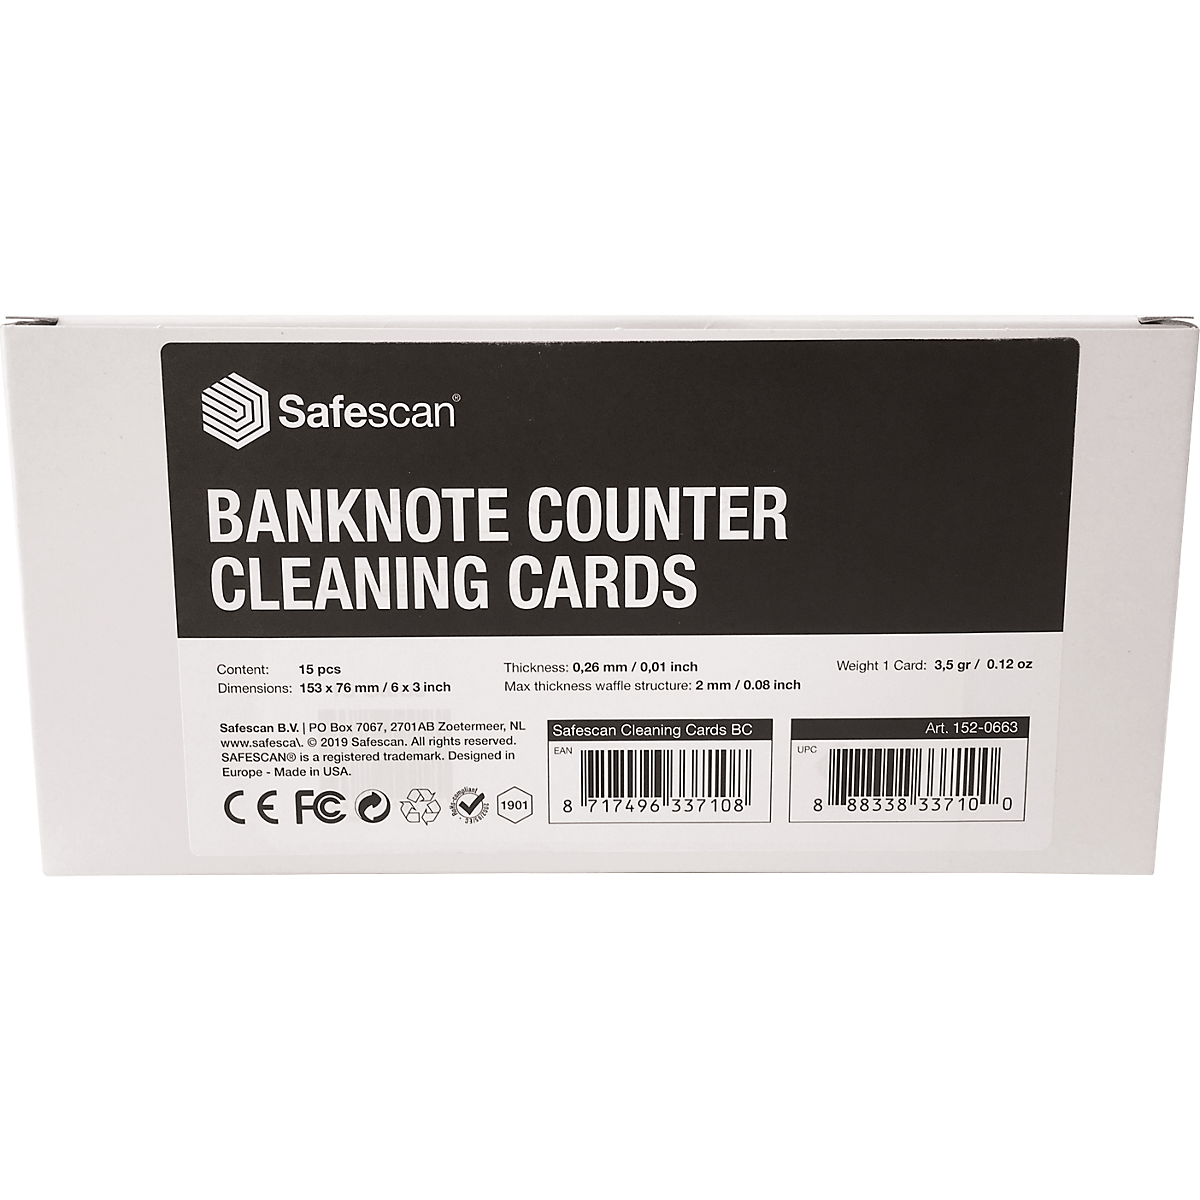 Safescan®
BANKNOTE COUNTER
CLEANING CARDS
Content: 15 pcs
Dimensions: 153 x 76 mm / 6 x 3 inch
Thickness: 0,26 mm / 0,01 inch
Max thickness waffle structure: 2 mm / 0.08 inch
Weight 1 Card: 3,5 gr / 0.12 oz
Safescan B.V. | PO Box 7067, 2701AB Zoetermeer, NL
www.safesca\. © 2019 Safescan. All rights reserved.
SAFESCAN® is a registered trademark. Designed in
Europe - Made in USA.
CE FC
RoHS-compliant
1901
Safescan Cleaning Cards BC
EAN
8 717496 337108
Art. 152-0663
UPC
8 88338 33710 0